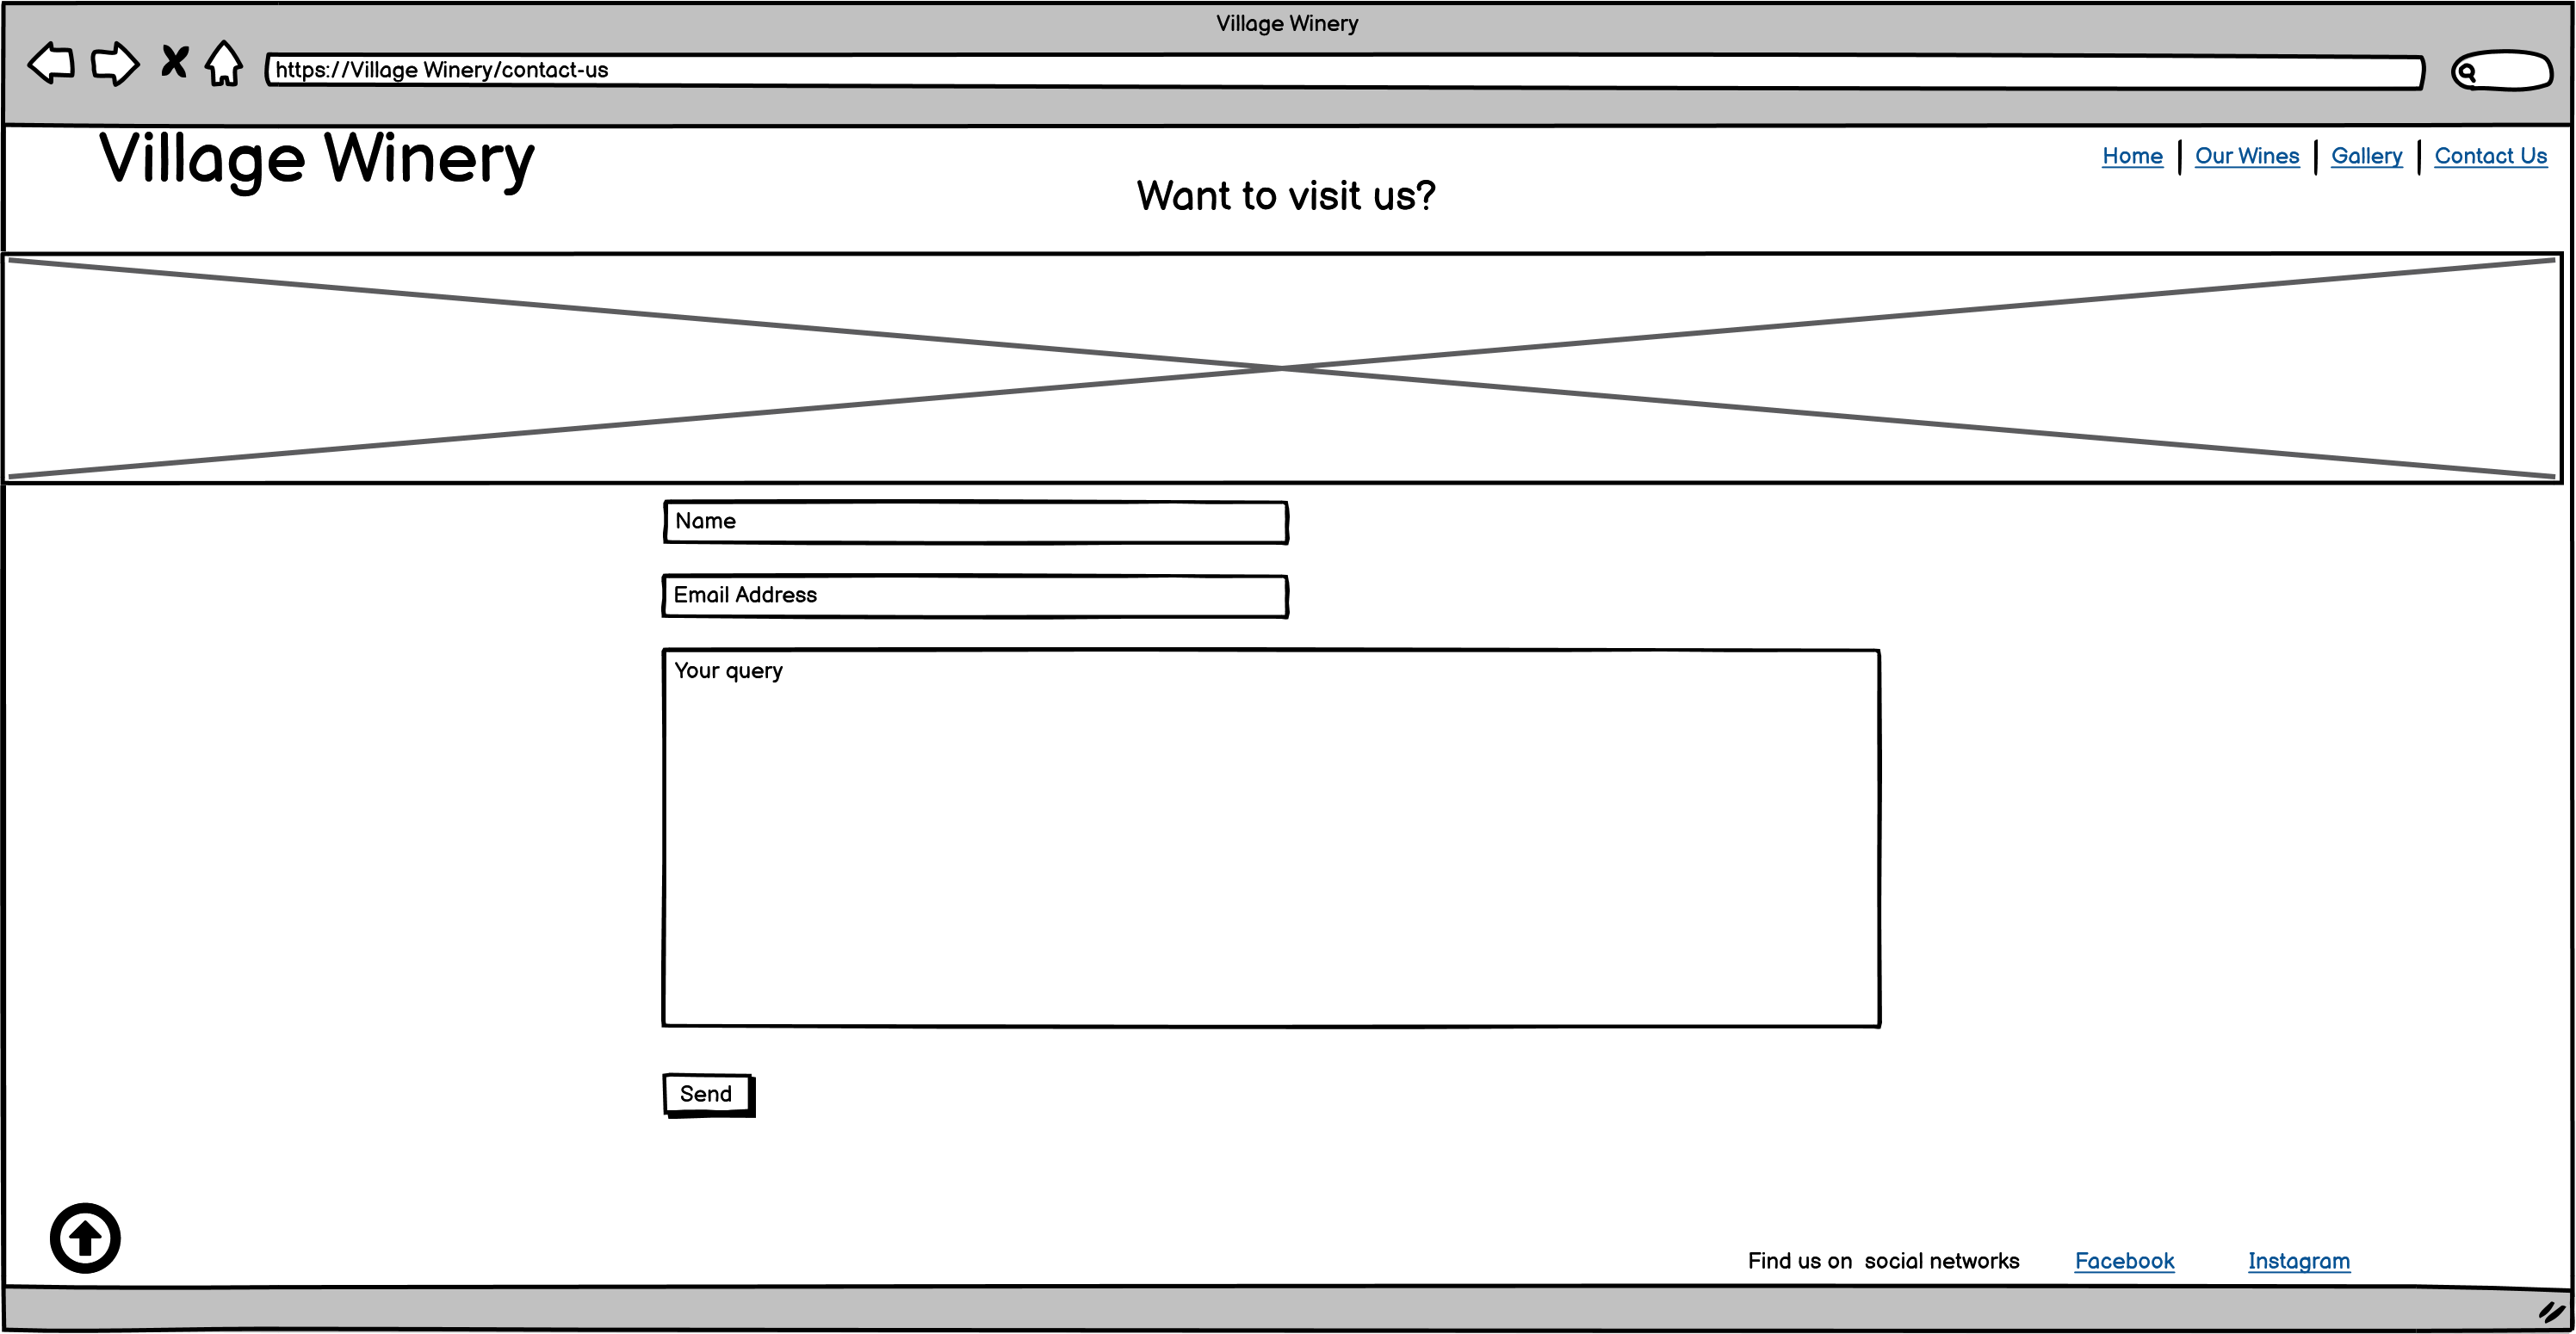 Village Winery
https://Village Winery/contact-us
Village Winery
Home | Our Wines | Gallery | Contact Us
Want to visit us?
Name
Email Address
Your query
Send
Find us on  social networks Facebook Instagram